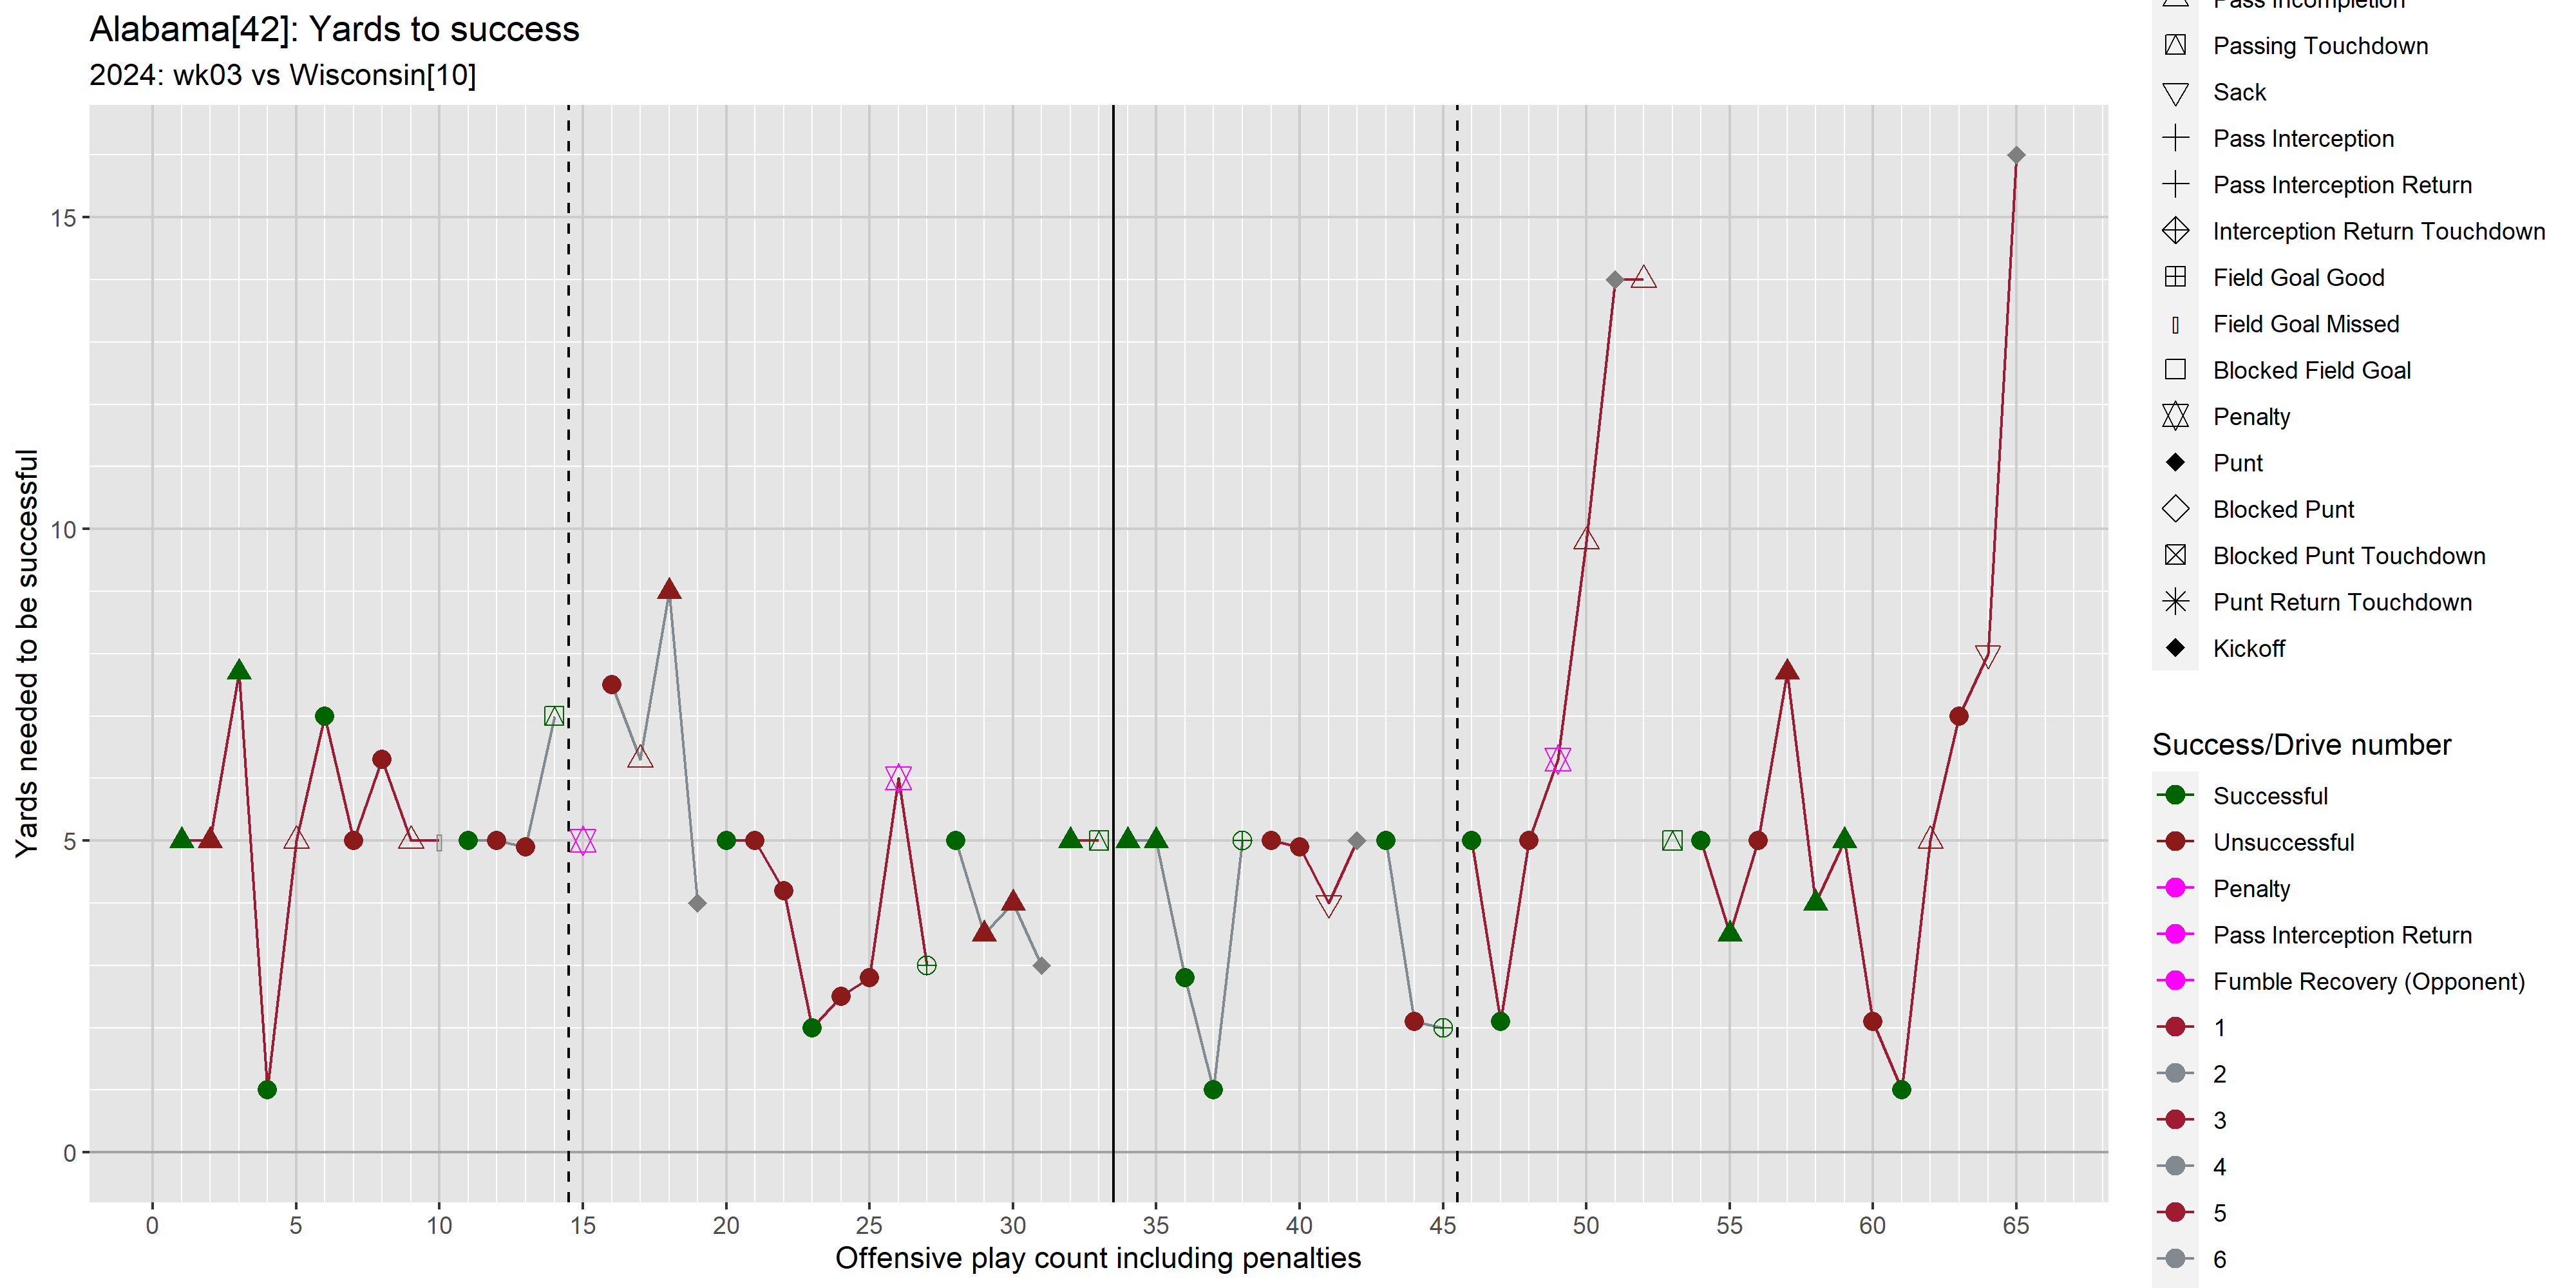 Alabama[42]: Yards to success
2024: wk03 vs Wisconsin[10]
Yards needed to be successful
15
10
5
0
0 5 10 15 20 25 30 35 40 45 50 55 60 65
Offensive play count including penalties
Pass Incompletion
Passing Touchdown
Sack
Pass Interception
Pass Interception Return
Interception Return Touchdown
Field Goal Good
Field Goal Missed
Blocked Field Goal
Penalty
Punt
Blocked Punt
Blocked Punt Touchdown
Punt Return Touchdown
Kickoff
Success/Drive number
Successful
Unsuccessful
Penalty
Pass Interception Return
Fumble Recovery (Opponent)
1
2
3
4
5
6